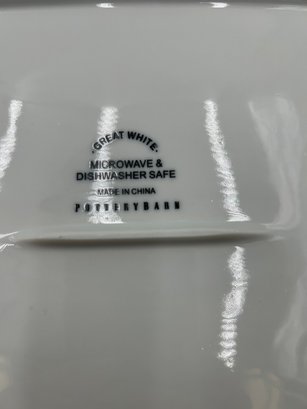 ·GREAT WHITE·
MICROWAVE &
DISHWASHER SAFE
MADE IN CHINA
POTTERYBARN